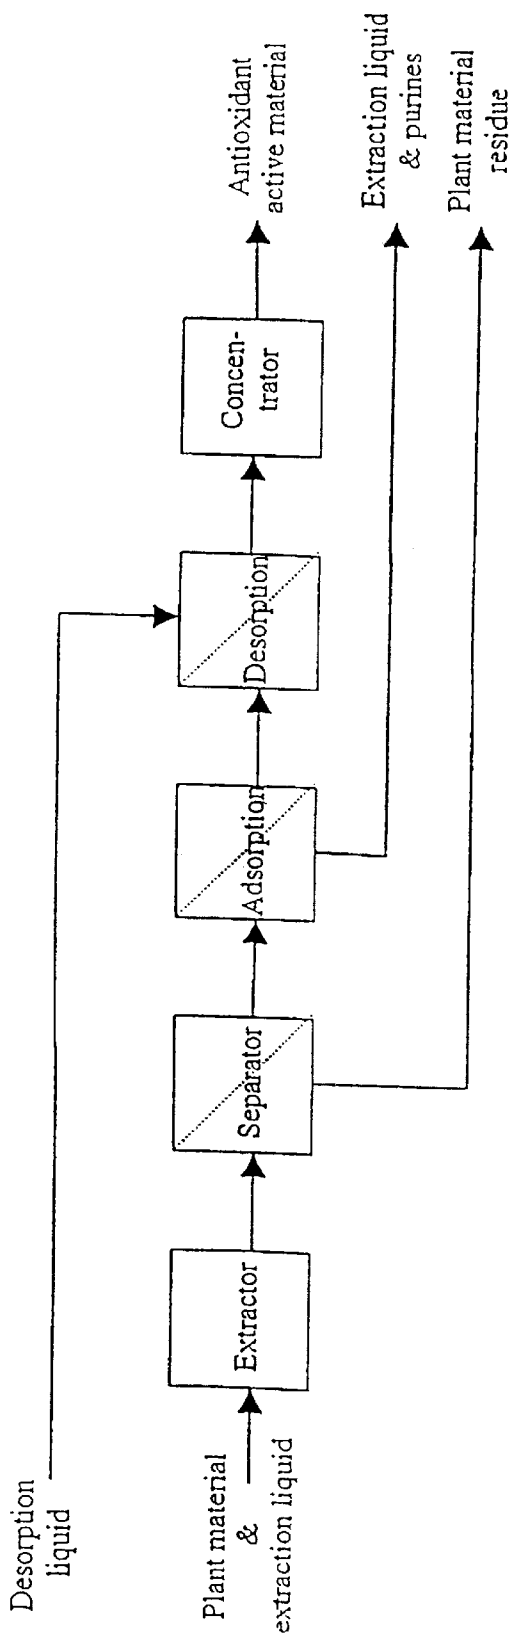 Desorption
liquid
Plant material
&
extraction liquid
Extractor
Separator
Adsorption
Desorption
Concen-
trator
Antioxidant
active material
Extraction liquid
& purines
Plant material
residue